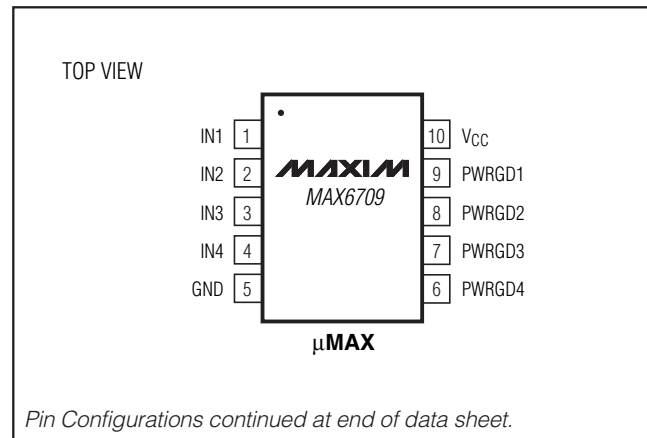 TOP VIEW
IN1 1
IN2 2
IN3 3
IN4 4
GND 5
MAXIM
MAX6709
10 VCC
9 PWRGD1
8 PWRGD2
7 PWRGD3
6 PWRGD4
µMAX
Pin Configurations continued at end of data sheet.